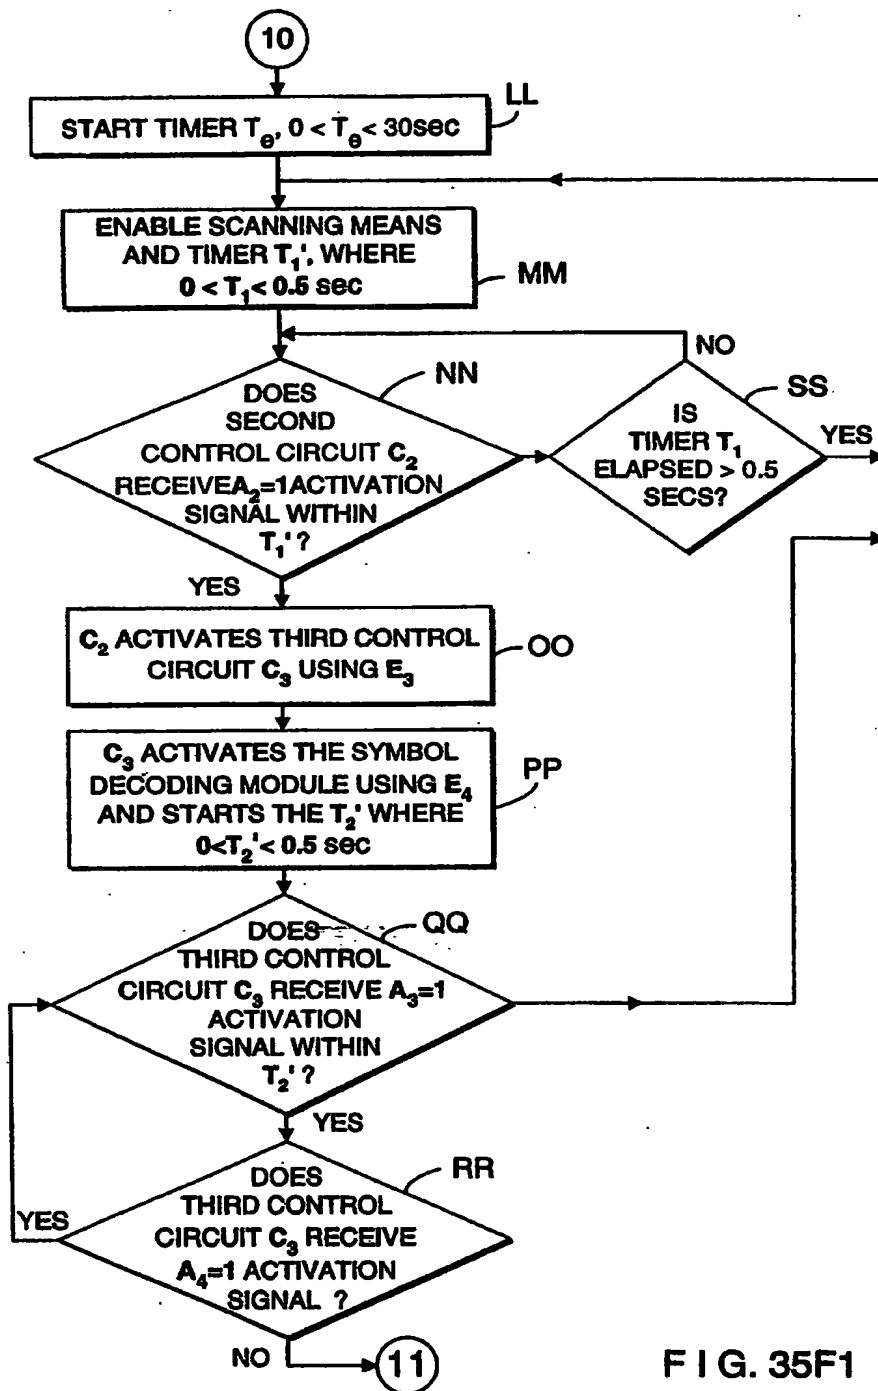 10
START TIMER Te, 0 < Te < 30sec
LL
ENABLE SCANNING MEANS
AND TIMER T1', WHERE
0 < T1 < 0.5 sec
MM
DOES
SECOND
CONTROL CIRCUIT C2
RECEIVEA2=1ACTIVATION
SIGNAL WITHIN
T1' ?
NN
NO
IS
TIMER T1
ELAPSED > 0.5
SECS?
SS
YES
YES
C2 ACTIVATES THIRD CONTROL
CIRCUIT C3 USING E3
OO
C3 ACTIVATES THE SYMBOL
DECODING MODULE USING E4
AND STARTS THE T2' WHERE
0<T2'< 0.5 sec
PP
DOES
THIRD CONTROL
CIRCUIT C3 RECEIVE A3=1
ACTIVATION
SIGNAL WITHIN
T2' ?
QQ
YES
DOES
THIRD CONTROL
CIRCUIT C3 RECEIVE
A4=1 ACTIVATION
SIGNAL ?
RR
YES
NO
11
FIG. 35F1